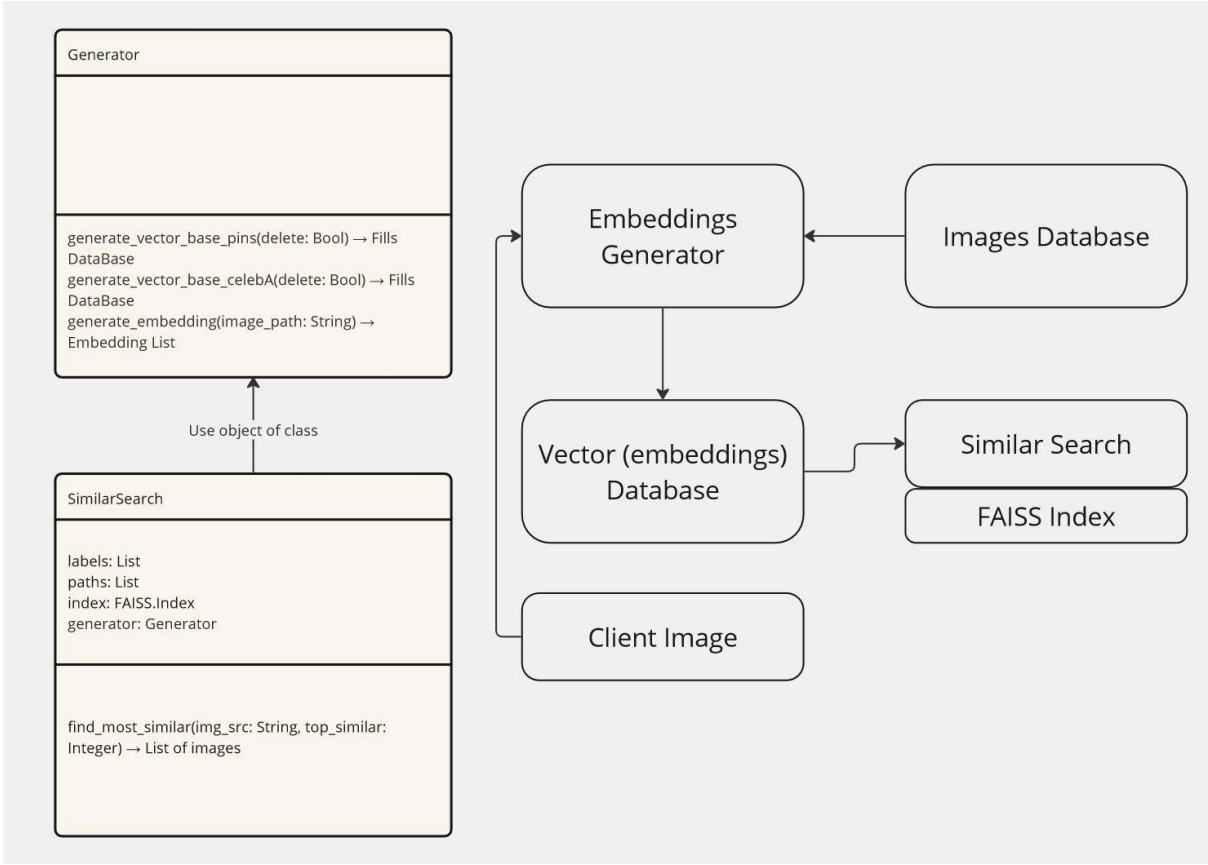 Generator
generate_vector_base_pins(delete: Bool) → Fills
DataBase
generate_vector_base_celebA(delete: Bool) → Fills
DataBase
generate_embedding(image_path: String) →
Embedding List
Use object of class
SimilarSearch
labels: List
paths: List
index: FAISS.Index
generator: Generator
find_most_similar(img_src: String, top_similar:
Integer) → List of images
Embeddings
Generator
Images Database
Vector (embeddings)
Database
Similar Search
FAISS Index
Client Image